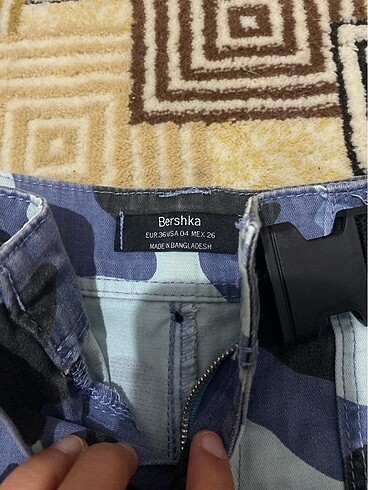 Bershka
EUR 36 USA 04 MEX 26
MADE IN BANGLADESH